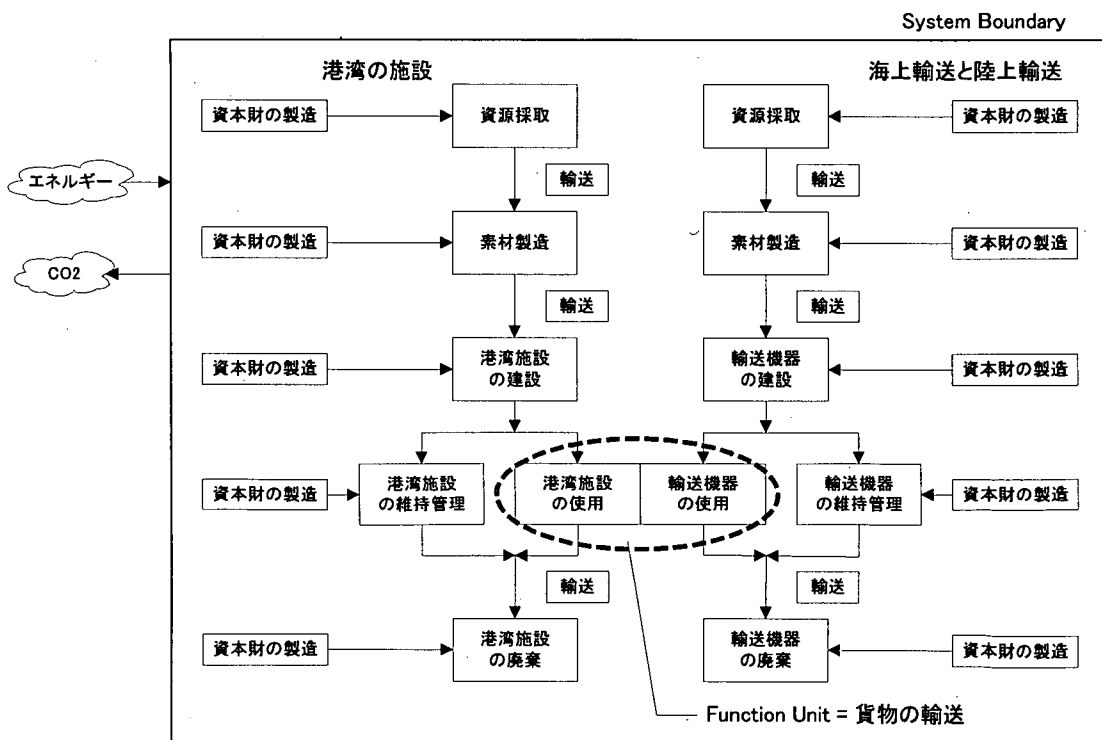 System Boundary
港湾の施設
海上輸送と陸上輸送
資本財の製造
資源採取
資源採取
資本財の製造
輸送
輸送
エネルギー
資本財の製造
素材製造
素材製造
資本財の製造
CO2
輸送
輸送
資本財の製造
港湾施設
の建設
輸送機器
の建設
資本財の製造
資本財の製造
港湾施設
の維持管理
港湾施設
の使用
輸送機器
の使用
輸送機器
の維持管理
資本財の製造
輸送
輸送
資本財の製造
港湾施設
の廃棄
輸送機器
の廃棄
資本財の製造
Function Unit = 貨物の輸送